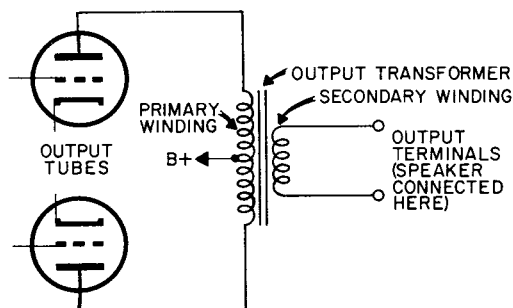 OUTPUT TRANSFORMER
SECONDARY WINDING
PRIMARY
WINDING
B+
OUTPUT
TUBES
OUTPUT
TERMINALS
(SPEAKER
CONNECTED
HERE)